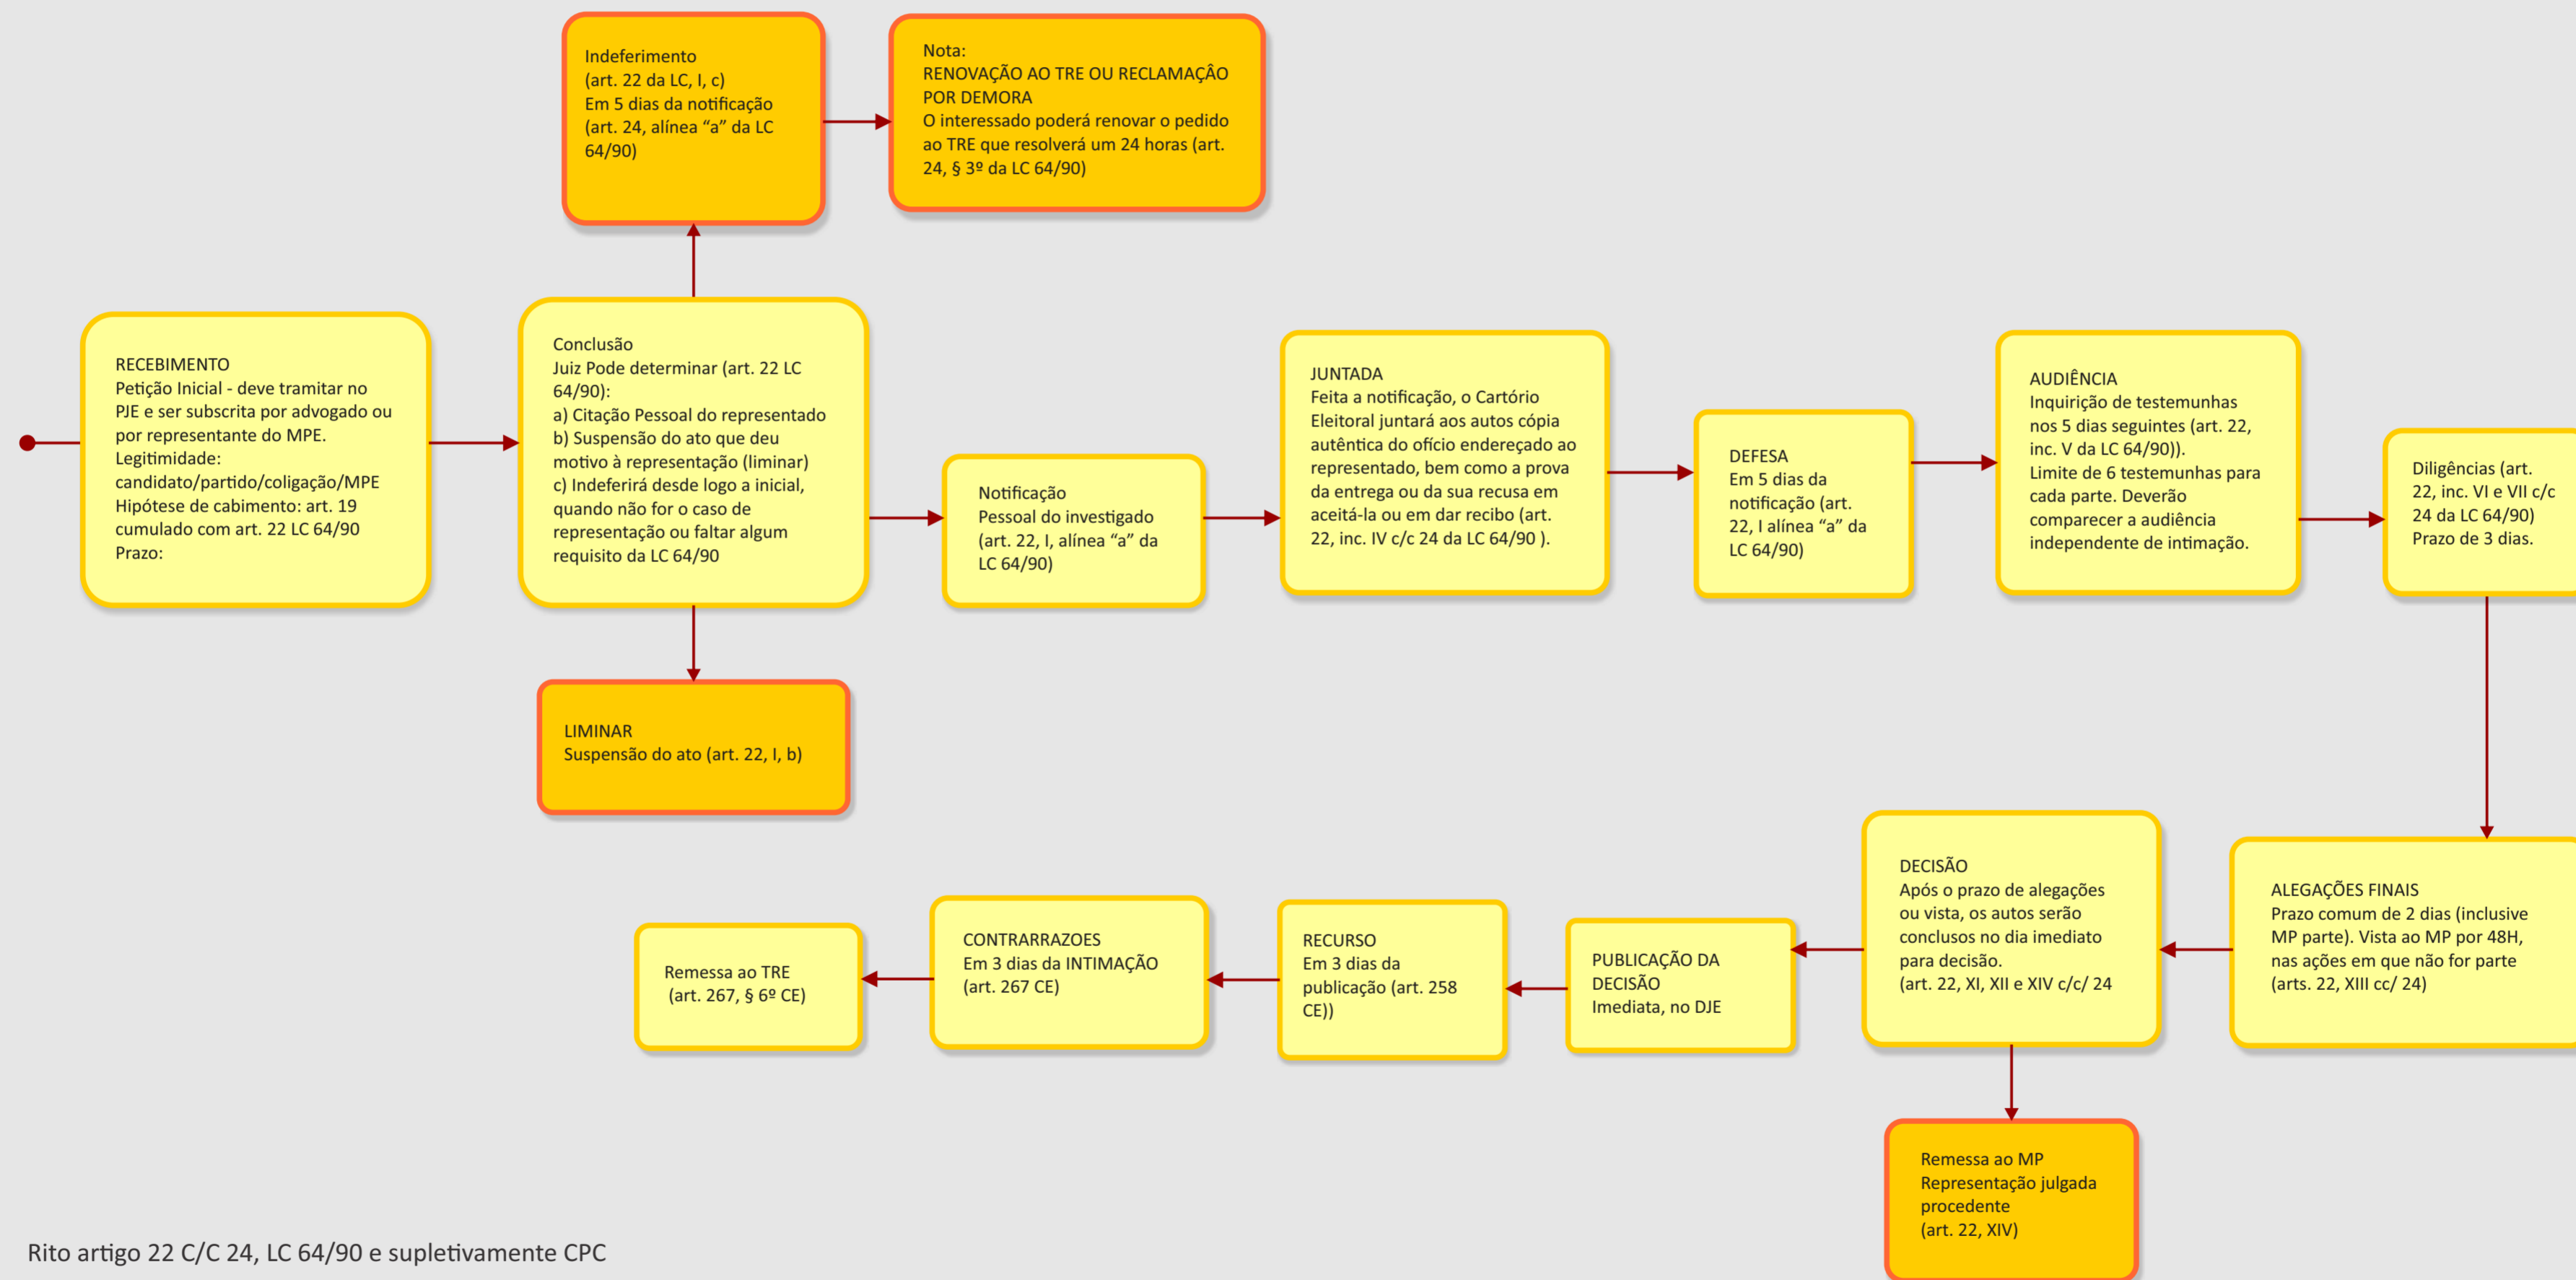 Indeferimento
(art. 22 da LC, I, c)
Em 5 dias da notificação
(art. 24, alínea “a” da LC
64/90)
Nota:
RENOVAÇÃO AO TRE OU RECLAMAÇÂO
POR DEMORA
O interessado poderá renovar o pedido
ao TRE que resolverá um 24 horas (art.
24, § 3º da LC 64/90)
RECEBIMENTO
Petição Inicial - deve tramitar no
PJE e ser subscrita por advogado ou
por representante do MPE.
Legitimidade:
candidato/partido/coligação/MPE
Hipótese de cabimento: art. 19
cumulado com art. 22 LC 64/90
Prazo:
Conclusão
Juiz Pode determinar (art. 22 LC
64/90):
a) Citação Pessoal do representado
b) Suspensão do ato que deu
motivo à representação (liminar)
c) Indeferirá desde logo a inicial,
quando não for o caso de
representação ou faltar algum
requisito da LC 64/90
Notificação
Pessoal do investigado
(art. 22, I, alínea “a” da
LC 64/90)
JUNTADA
Feita a notificação, o Cartório
Eleitoral juntará aos autos cópia
autêntica do ofício endereçado ao
representado, bem como a prova
da entrega ou da sua recusa em
aceitá-la ou em dar recibo (art.
22, inc. IV c/c 24 da LC 64/90 ).
DEFESA
Em 5 dias da
notificação (art.
22, I alínea “a” da
LC 64/90)
AUDIÊNCIA
Inquirição de testemunhas
nos 5 dias seguintes (art. 22,
inc. V da LC 64/90)).
Limite de 6 testemunhas para
cada parte. Deverão
comparecer a audiência
independente de intimação.
Diligências (art.
22, inc. VI e VII c/c
24 da LC 64/90)
Prazo de 3 dias.
LIMINAR
Suspensão do ato (art. 22, I, b)
ALEGAÇÕES FINAIS
Prazo comum de 2 dias (inclusive
MP parte). Vista ao MP por 48H,
nas ações em que não for parte
(arts. 22, XIII cc/ 24)
DECISÃO
Após o prazo de alegações
ou vista, os autos serão
conclusos no dia imediato
para decisão.
(art. 22, XI, XII e XIV c/c/ 24
PUBLICAÇÃO DA
DECISÃO
Imediata, no DJE
RECURSO
Em 3 dias da
publicação (art. 258
CE))
CONTRARRAZOES
Em 3 dias da INTIMAÇÃO
(art. 267 CE)
Remessa ao TRE
(art. 267, § 6º CE)
Remessa ao MP
Representação julgada
procedente
(art. 22, XIV)
Rito artigo 22 C/C 24, LC 64/90 e supletivamente CPC